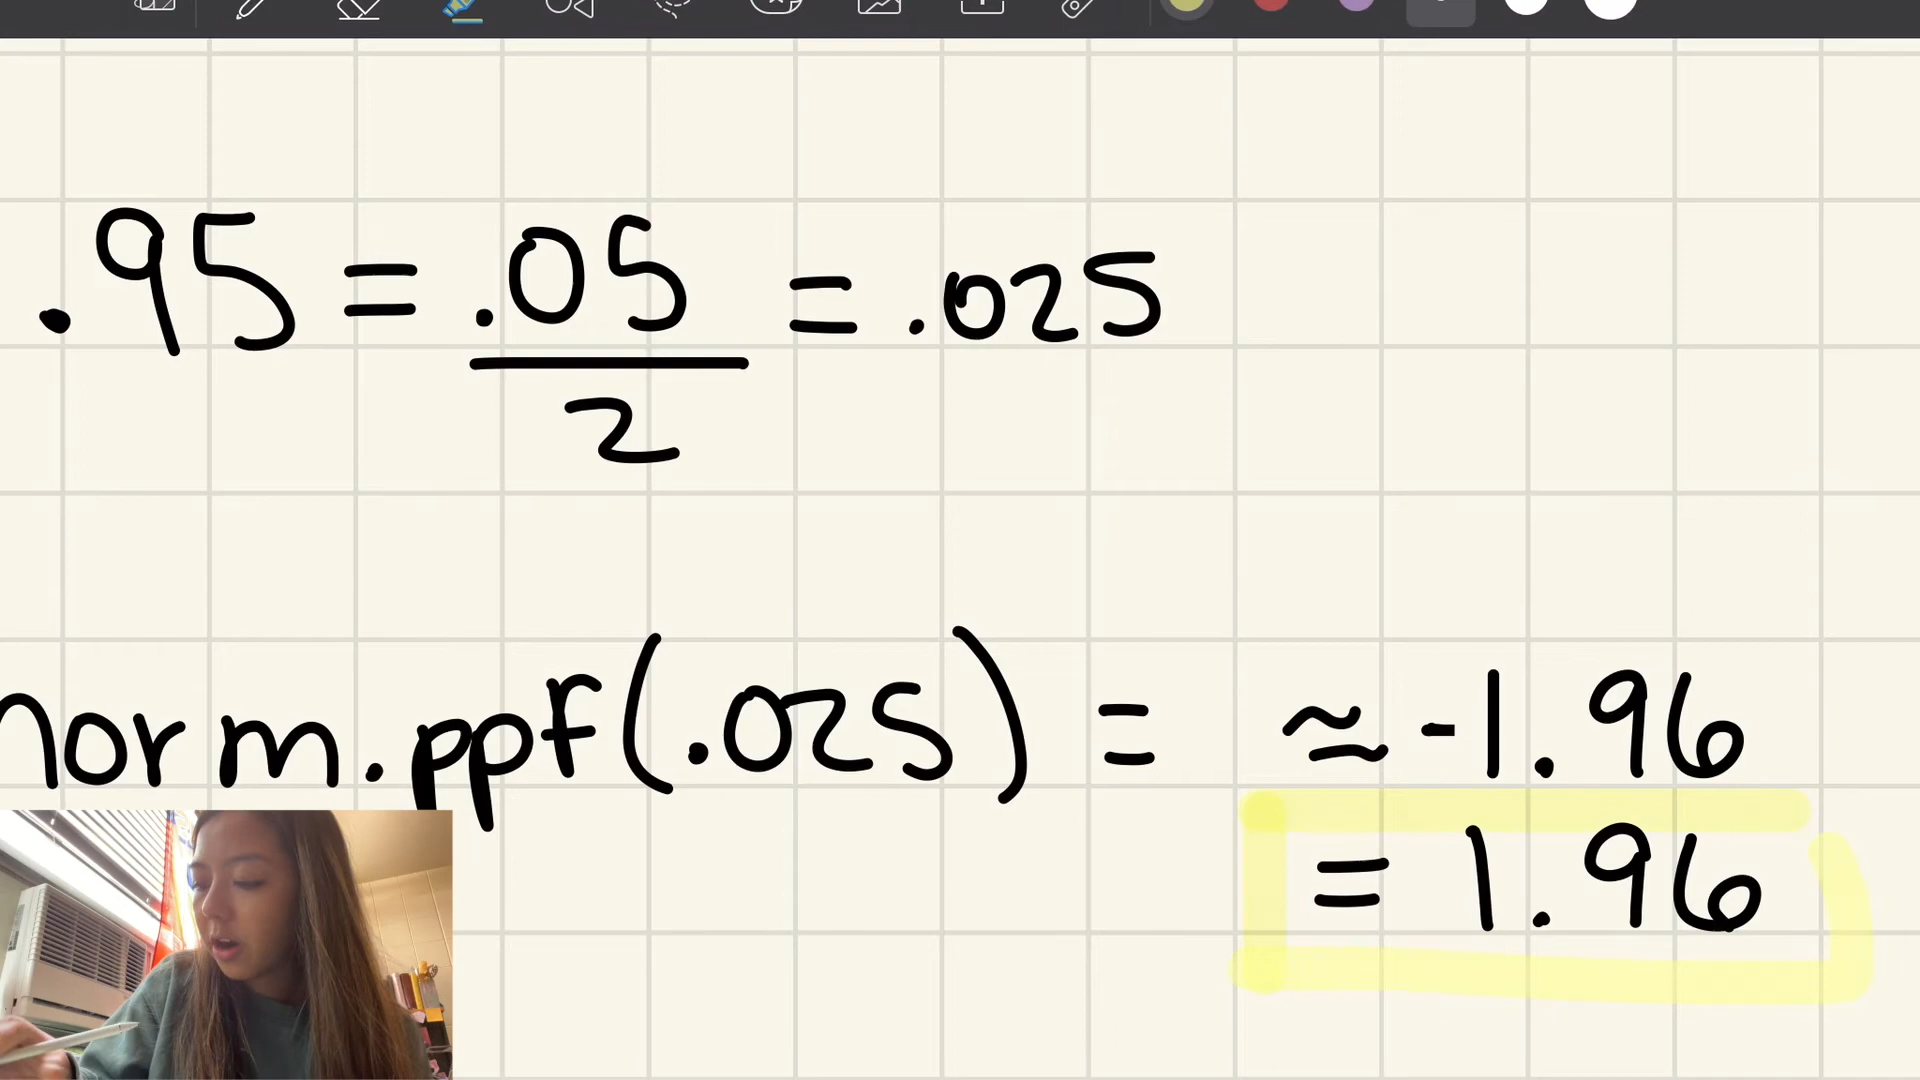 .95 = .05 = .025
2
norm.ppf(.025) = ≈ -1.96
= 1.96